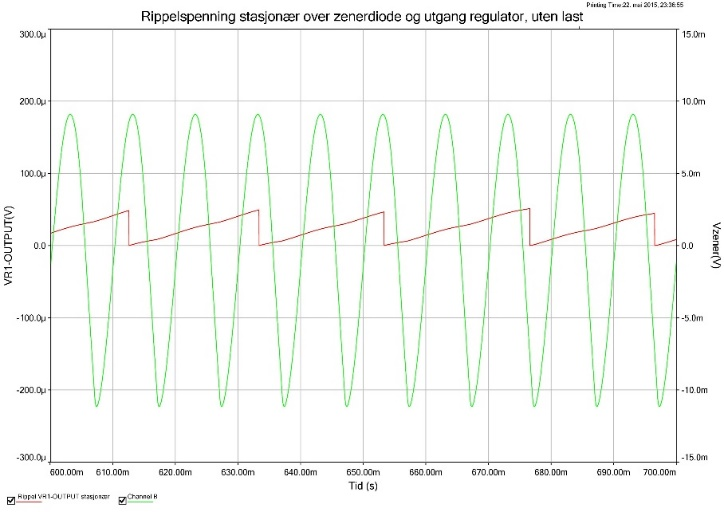 Printing Time:22. mai 2015, 23:36:55
Rippelspenning stasjonær over zenerdiode og utgang regulator, uten last
300.0µ
15.0m
200.0µ
10.0m
100.0µ
5.0m
VR1-OUTPUT(V)
0.0
0.0
Vzener(V)
-100.0µ
-5.0m
-200.0µ
-10.0m
-300.0µ
-15.0m
600.00m 610.00m 620.00m 630.00m 640.00m 650.00m 660.00m 670.00m 680.00m 690.00m 700.00m
Tid (s)
Rippel VR1-OUTPUT stasjonær Channel B